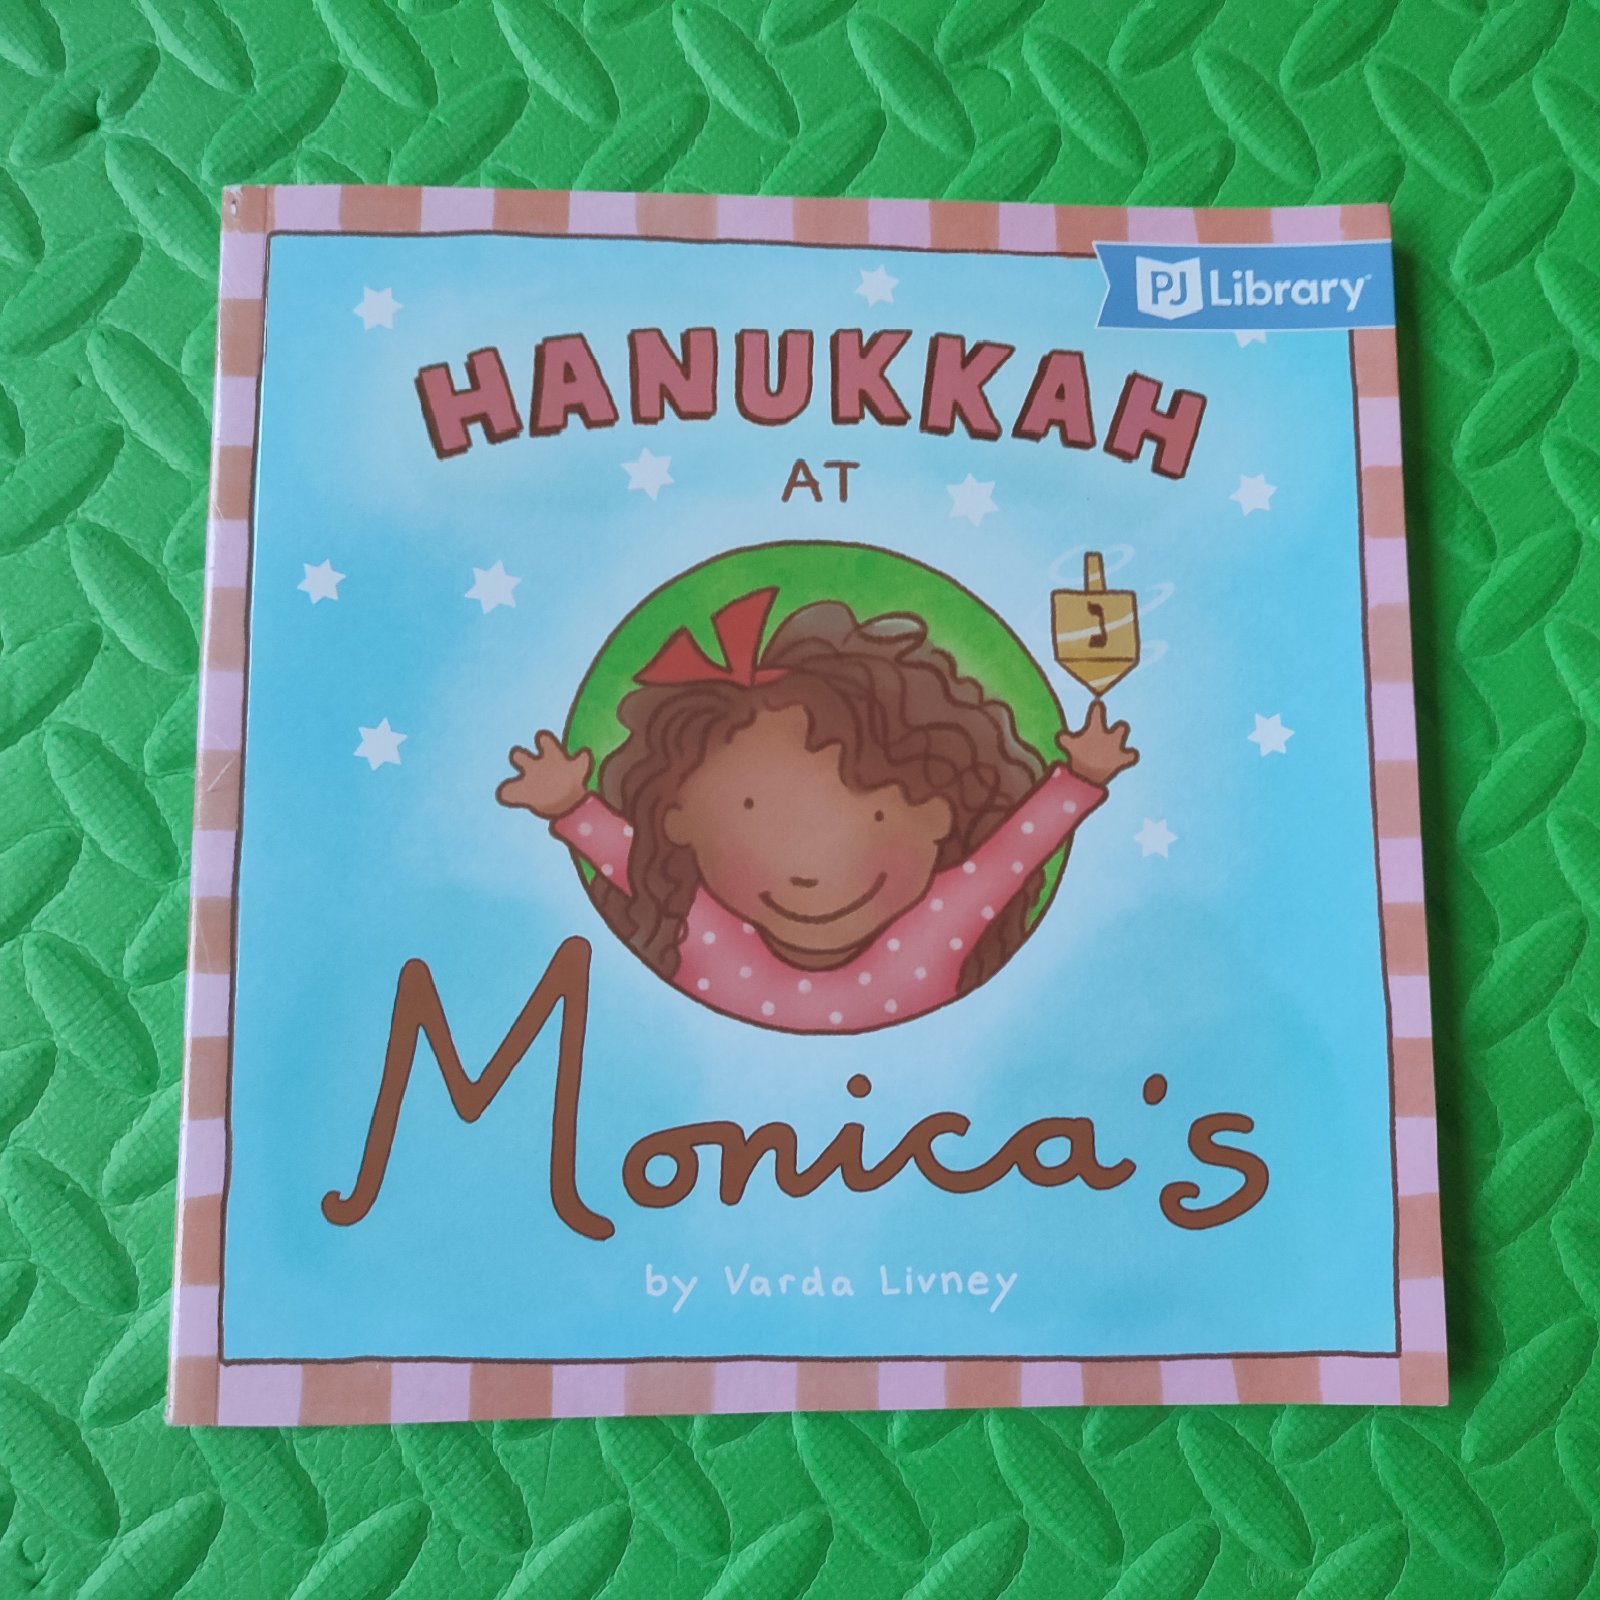 PJ Library
HANUKKAH
AT
נ
Monica's
by Varda Livney